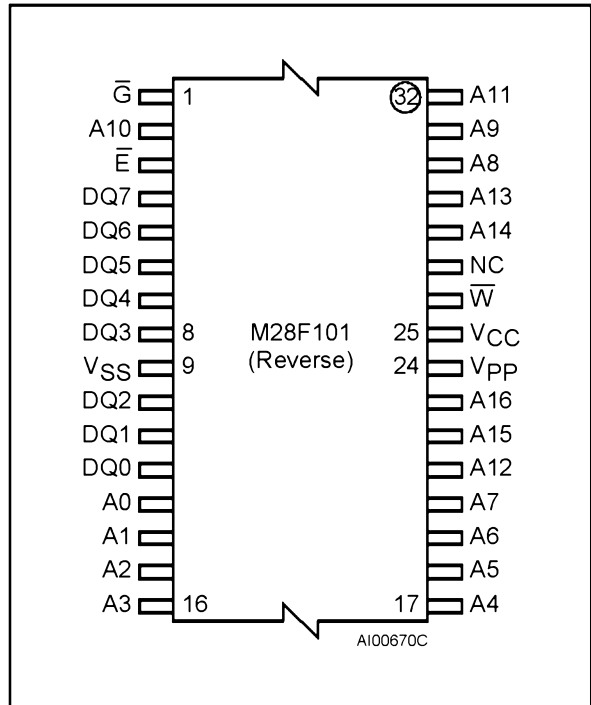 G̅ 1 32 A11
A10 A9
E̅ A8
DQ7 A13
DQ6 A14
DQ5 NC
DQ4 W̅
DQ3 8 M28F101 25 VCC
VSS 9 (Reverse) 24 VPP
DQ2 A16
DQ1 A15
DQ0 A12
A0 A7
A1 A6
A2 A5
A3 16 17 A4
AI00670C